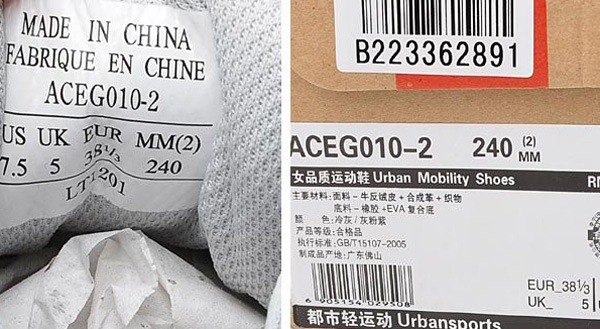 MADE IN CHINA
FABRIQUE EN CHINE
ACEG010-2
US UK EUR MM(2)
7.5 5 38⅓ 240
LT1201
B223362891
ACEG010-2 240 (2) MM
女品质运动鞋 Urban Mobility Shoes
主要材料: 面料-牛反绒皮+合成革+织物
底料-橡胶+EVA复合底
颜 色: 冷灰/灰粉紫
产品等级: 合格品
执行标准: GB/T15107-2005
制成品产地: 广东佛山
EUR_38⅓
UK_ 5
6 905154 029508
都市轻运动 Urbansports